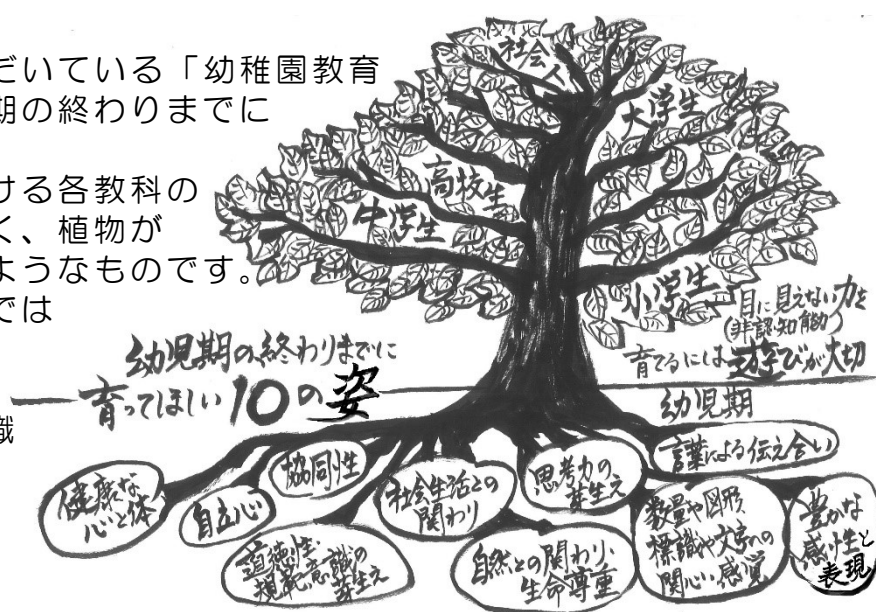 だいている「幼稚園教育
期の終わりまでに
ける各教科の
く、植物が
ようなものです。
では
識
社会人
大学生
高校生
中学生
小学生
目に見えない力を
(非認知能力)
育てるには遊びが大切
幼児期の終わりまでに
育ってほしい10の姿
幼児期
健康な
心と体
自立心
協同性
道徳性・
規範意識の
芽生え
社会生活との
関わり
自然との関わり・
生命尊重
思考力の
芽生え
数量や図形
標識や文字への
関心・感覚
言葉による伝え合い
豊かな
感性と
表現